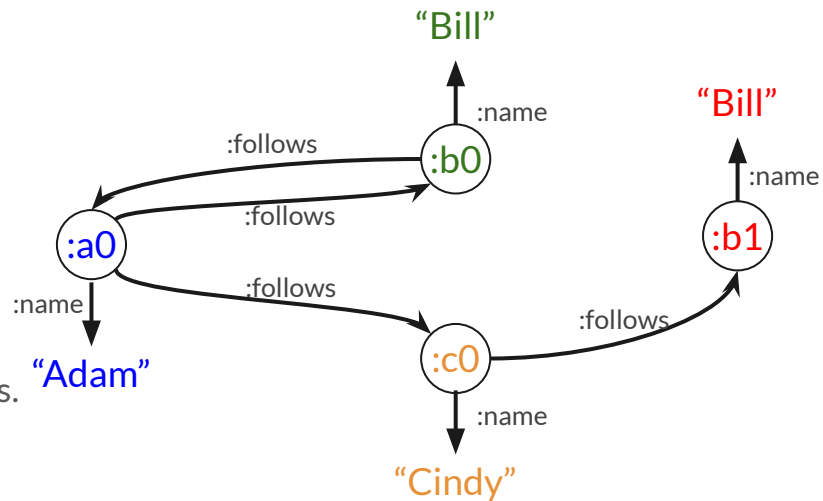 “Bill”
:name
“Bill”
:follows
:b0
:name
:follows
:a0
:b1
:name
:follows
:follows
“Adam”
:c0
s.
:name
“Cindy”